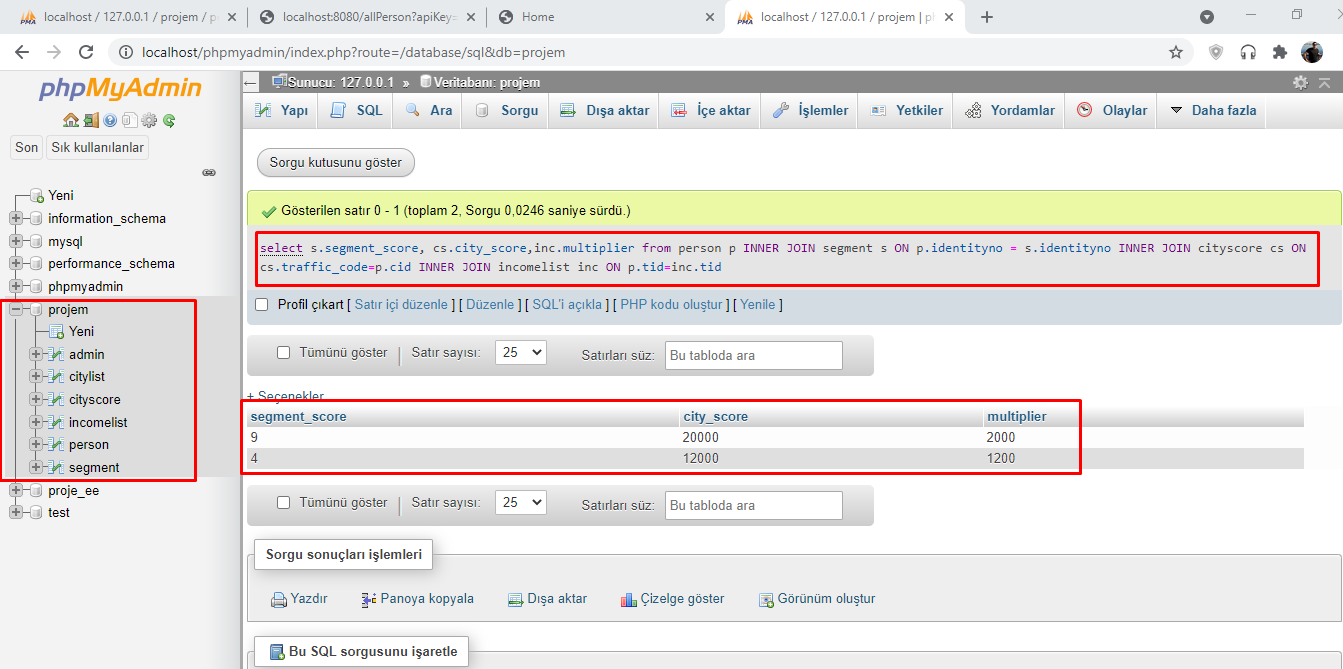 localhost / 127.0.0.1 / projem / p
localhost:8080/allPerson?apiKey=
Home
localhost / 127.0.0.1 / projem | pl
localhost/phpmyadmin/index.php?route=/database/sql&db=projem
phpMyAdmin
Son
Sık kullanılanlar
Yeni
information_schema
mysql
performance_schema
phpmyadmin
projem
Yeni
admin
citylist
cityscore
incomelist
person
segment
proje_ee
test
Sunucu: 127.0.0.1 » Veritabanı: projem
Yapı SQL Ara Sorgu Dışa aktar İçe aktar İşlemler Yetkiler Yordamlar Olaylar Daha fazla
Sorgu kutusunu göster
Gösterilen satır 0 - 1 (toplam 2, Sorgu 0,0246 saniye sürdü.)
select s.segment_score, cs.city_score,inc.multiplier from person p INNER JOIN segment s ON p.identityno = s.identityno INNER JOIN cityscore cs ON
cs.traffic_code=p.cid INNER JOIN incomelist inc ON p.tid=inc.tid
Profil çıkart [ Satır içi düzenle ] [ Düzenle ] [ SQL'i açıkla ] [ PHP kodu oluştur ] [ Yenile ]
Tümünü göster | Satır sayısı: 25 Satırları süz: Bu tabloda ara
+ Seçenekler
segment_score city_score multiplier
9 20000 2000
4 12000 1200
Tümünü göster | Satır sayısı: 25 Satırları süz: Bu tabloda ara
Sorgu sonuçları işlemleri
Yazdır Panoya kopyala Dışa aktar Çizelge göster Görünüm oluştur
Bu SQL sorgusunu işaretle